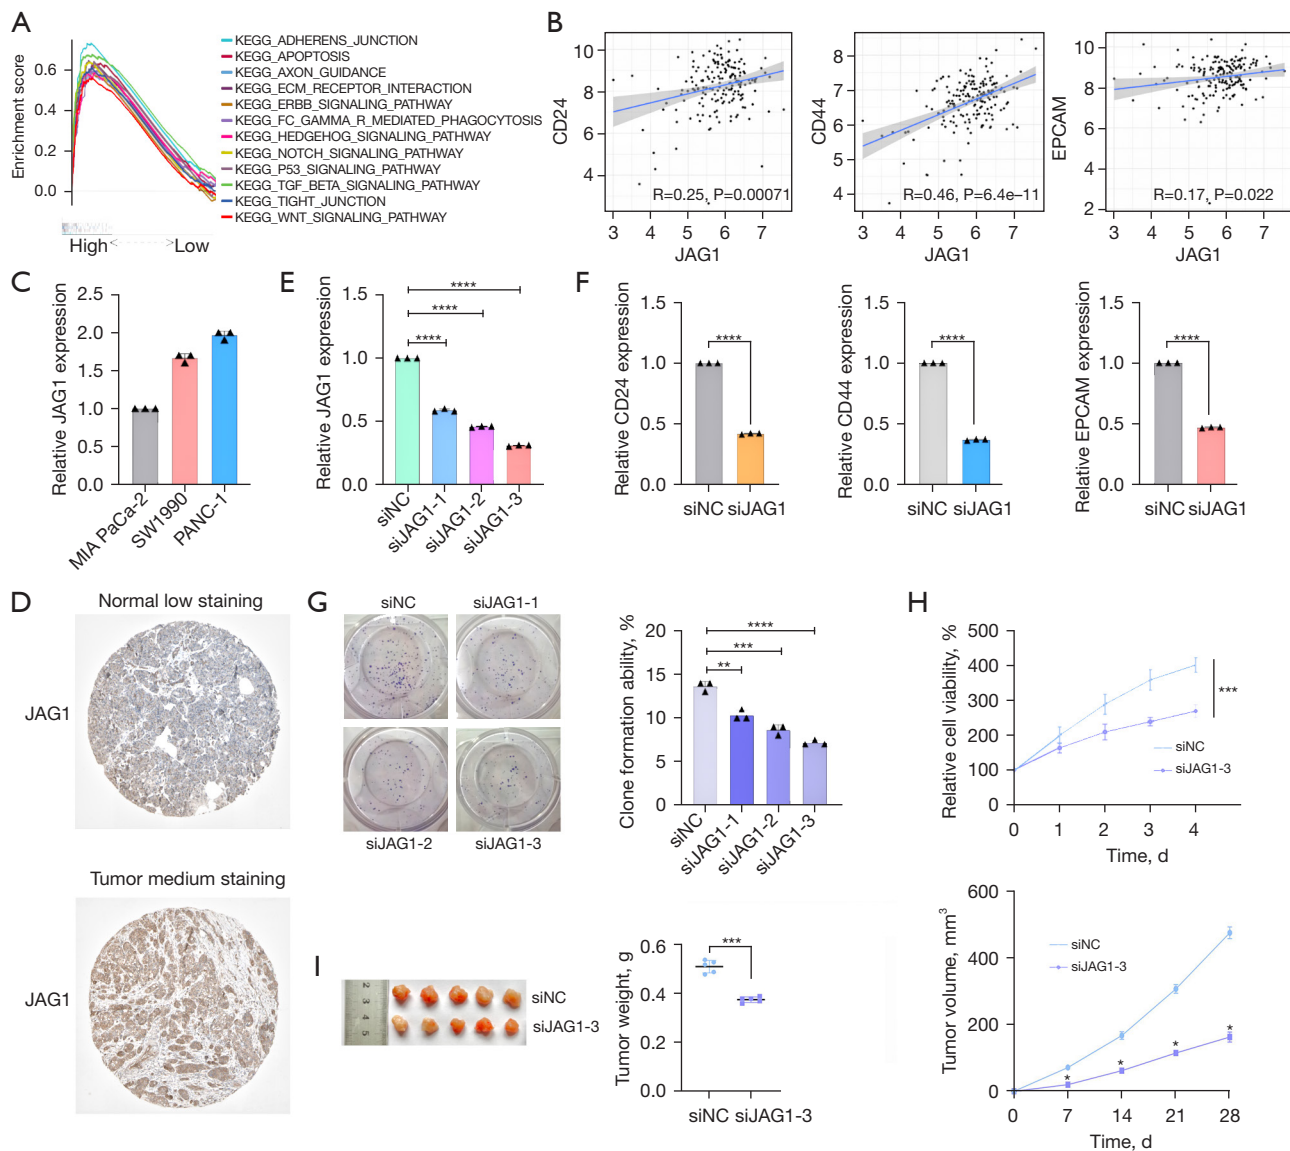 A
Enrichment score
0.6
0.4
0.2
0.0
High
Low
KEGG_ADHERENS_JUNCTION
KEGG_APOPTOSIS
KEGG_AXON_GUIDANCE
KEGG_ECM_RECEPTOR_INTERACTION
KEGG_ERBB_SIGNALING_PATHWAY
KEGG_FC_GAMMA_R_MEDIATED_PHAGOCYTOSIS
KEGG_HEDGEHOG_SIGNALING_PATHWAY
KEGG_NOTCH_SIGNALING_PATHWAY
KEGG_P53_SIGNALING_PATHWAY
KEGG_TGF_BETA_SIGNALING_PATHWAY
KEGG_TIGHT_JUNCTION
KEGG_WNT_SIGNALING_PATHWAY
B
CD24
10
8
6
4
R=0.25, P=0.00071
3 4 5 6 7
JAG1
CD44
8
7
6
5
4
R=0.46, P=6.4e−11
3 4 5 6 7
JAG1
EPCAM
10
8
6
4
2
R=0.17, P=0.022
3 4 5 6 7
JAG1
C
Relative JAG1 expression
2.5
2.0
1.5
1.0
0.5
0.0
MIA PaCa-2
SW1990
PANC-1
E
Relative JAG1 expression
1.5
1.0
0.5
0.0
****
****
****
siNC
siJAG1-1
siJAG1-2
siJAG1-3
F
Relative CD24 expression
1.5
1.0
0.5
0.0
****
siNC siJAG1
Relative CD44 expression
1.5
1.0
0.5
0.0
****
siNC siJAG1
Relative EPCAM expression
1.5
1.0
0.5
0.0
****
siNC siJAG1
D
Normal low staining
JAG1
Tumor medium staining
JAG1
G
siNC
siJAG1-1
siJAG1-2
siJAG1-3
Clone formation ability, %
20
15
10
5
0
****
***
**
siNC
siJAG1-1
siJAG1-2
siJAG1-3
H
Relative cell viability, %
500
400
300
200
100
0
***
siNC
siJAG1-3
0 1 2 3 4
Time, d
I
2
3
4
5
siNC
siJAG1-3
Tumor weight, g
0.6
0.4
0.2
0.0
***
siNC siJAG1-3
Tumor volume, mm³
600
400
200
0
siNC
siJAG1-3
* * * *
0 7 14 21 28
Time, d